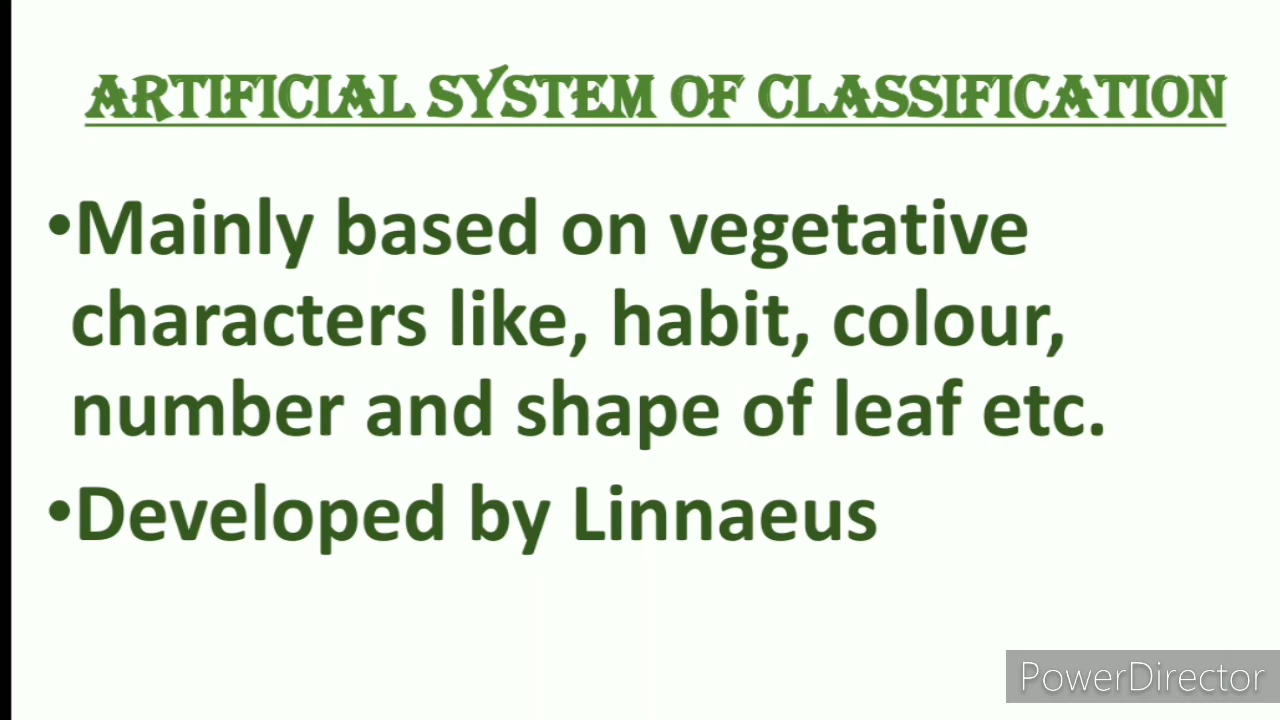 ARTIFICIAL SYSTEM OF CLASSIFICATION
•Mainly based on vegetative
characters like, habit, colour,
number and shape of leaf etc.
•Developed by Linnaeus
PowerDirector